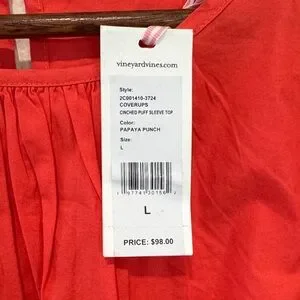 vineyardvines.com
Style:
2C001410-3724
COVERUPS
CINCHED PUFF SLEEVE TOP
Color:
PAPAYA PUNCH
Size:
L
L
PRICE: $98.00